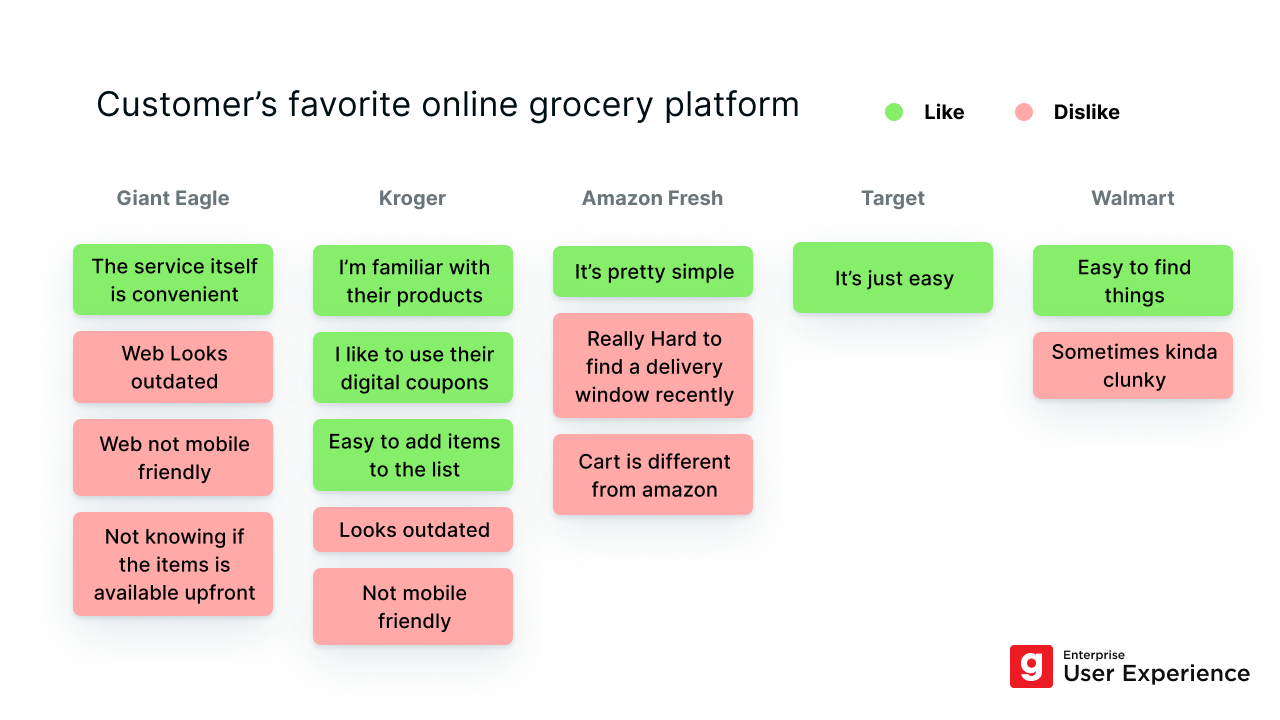 Customer’s favorite online grocery platform
Like
Dislike
Giant Eagle
Kroger
Amazon Fresh
Target
Walmart
The service itself
is convenient
Web Looks
outdated
Web not mobile
friendly
Not knowing if
the items is
available upfront
I’m familiar with
their products
I like to use their
digital coupons
Easy to add items
to the list
Looks outdated
Not mobile
friendly
It’s pretty simple
Really Hard to
find a delivery
window recently
Cart is different
from amazon
It’s just easy
Easy to find
things
Sometimes kinda
clunky
g
Enterprise
User Experience